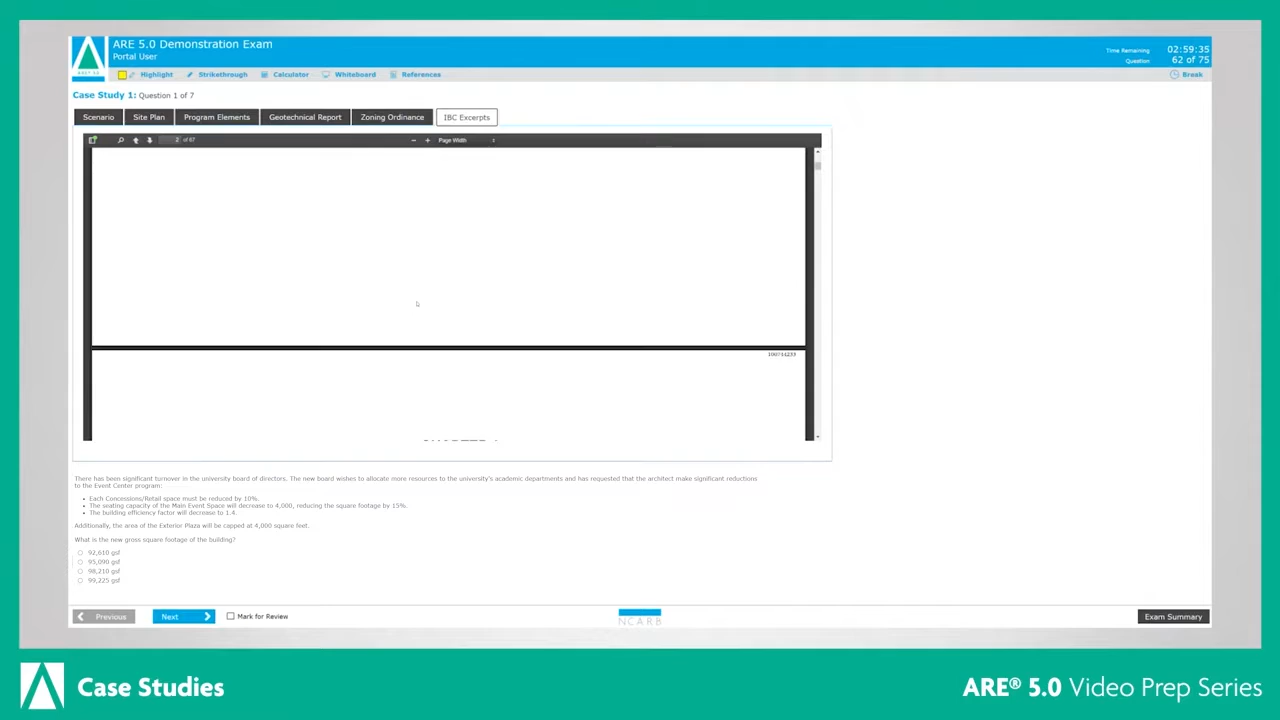 ARE 5.0 Demonstration Exam
Portal User
Time Remaining 02:59:35
Question 62 of 75
Highlight Strikethrough Calculator Whiteboard References Break
Case Study 1: Question 1 of 7
Scenario Site Plan Program Elements Geotechnical Report Zoning Ordinance IBC Excerpts
2 of 87 Page Width
100714233
There has been significant turnover in the university board of directors. The new board wishes to allocate more resources to the university's academic departments and has requested that the architect make significant reductions
to the Event Center program:
• Each Concessions/Retail space must be reduced by 10%.
• The seating capacity of the Main Event Space will decrease to 4,000, reducing the square footage by 15%.
• The building efficiency factor will decrease to 1.4.
Additionally, the area of the Exterior Plaza will be capped at 4,000 square feet.
What is the new gross square footage of the building?
92,610 gsf
95,090 gsf
98,210 gsf
99,225 gsf
Previous Next Mark for Review NCARB Exam Summary
Case Studies ARE® 5.0 Video Prep Series